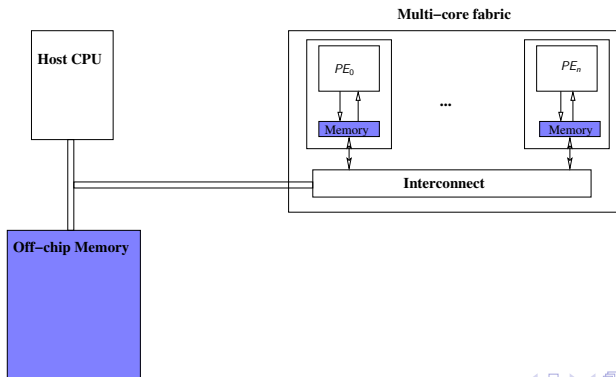 Multi-core fabric
Host CPU
PE0
...
PEn
Memory
Memory
Interconnect
Off-chip Memory